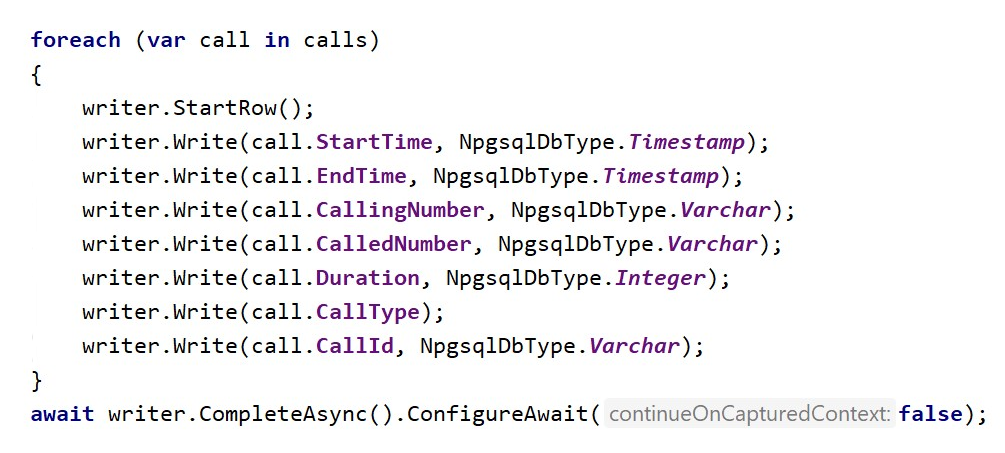 foreach (var call in calls)
{
    writer.StartRow();
    writer.Write(call.StartTime, NpgsqlDbType.Timestamp);
    writer.Write(call.EndTime, NpgsqlDbType.Timestamp);
    writer.Write(call.CallingNumber, NpgsqlDbType.Varchar);
    writer.Write(call.CalledNumber, NpgsqlDbType.Varchar);
    writer.Write(call.Duration, NpgsqlDbType.Integer);
    writer.Write(call.CallType);
    writer.Write(call.CallId, NpgsqlDbType.Varchar);
}
await writer.CompleteAsync().ConfigureAwait( continueOnCapturedContext: false);